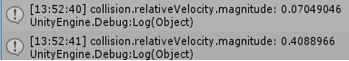 [13:52:40] collision.relativeVelocity.magnitude: 0.07049046
UnityEngine.Debug:Log(Object)
[13:52:41] collision.relativeVelocity.magnitude: 0.4088966
UnityEngine.Debug:Log(Object)